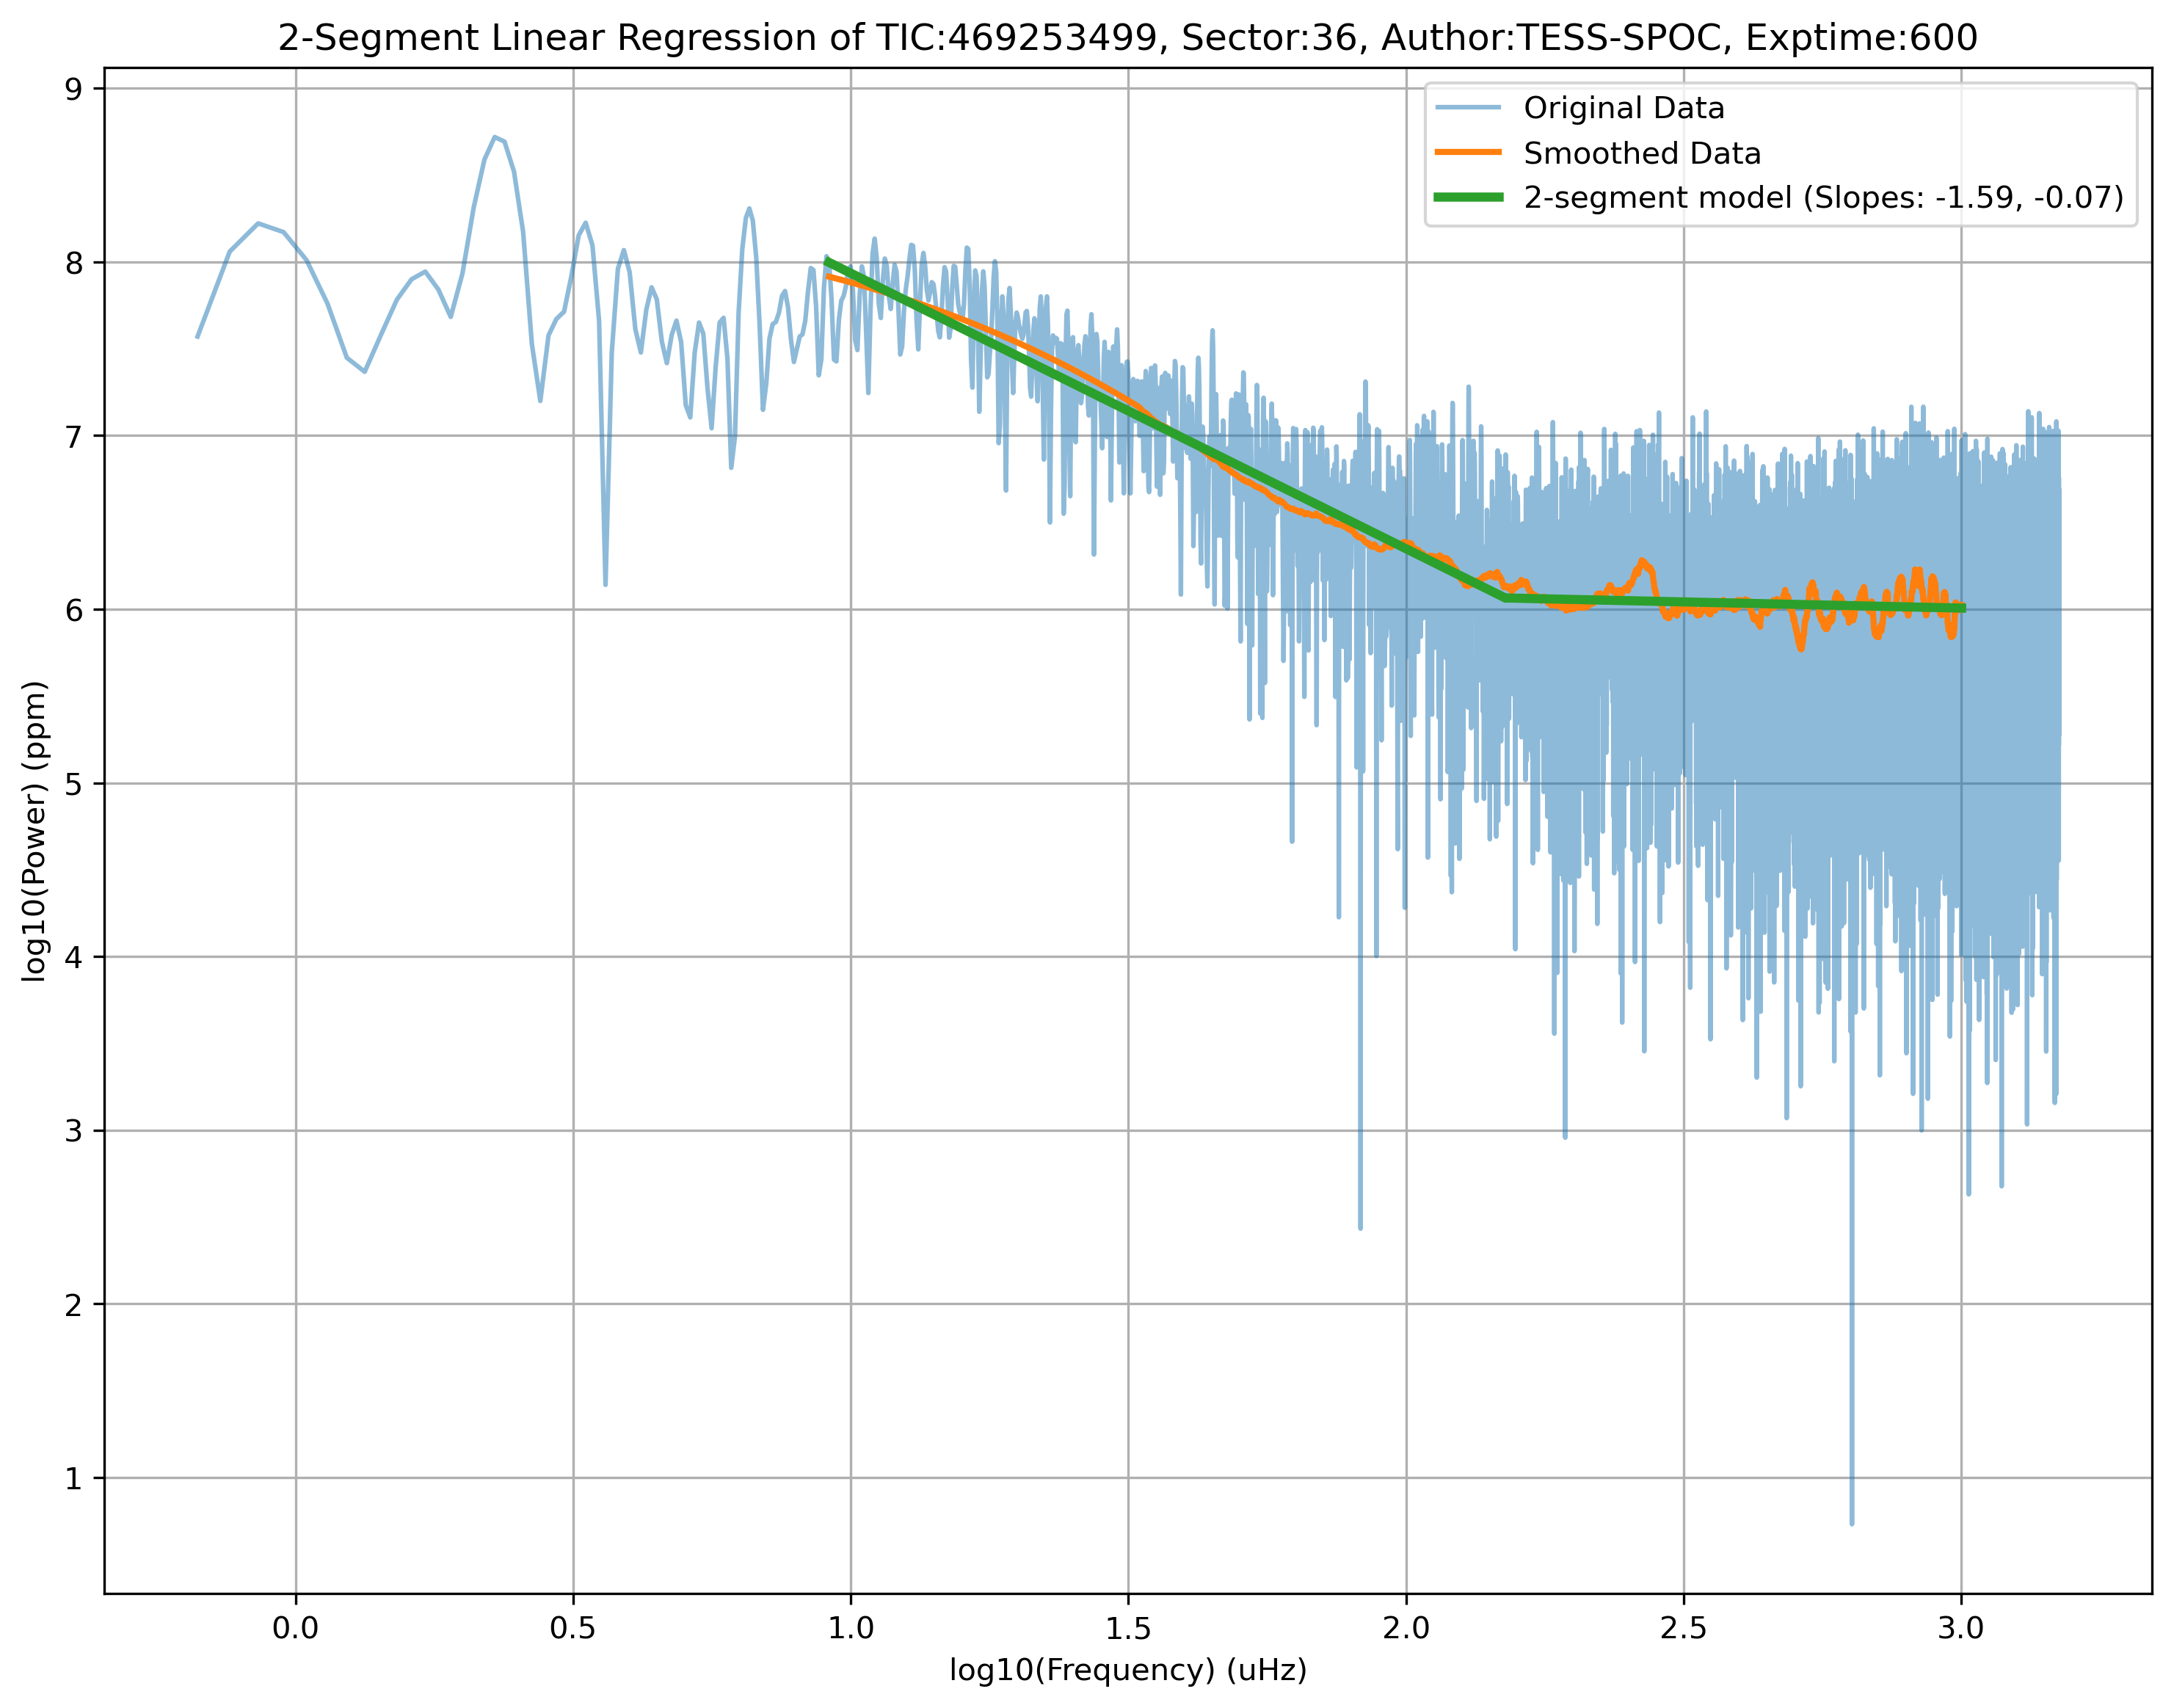 2-Segment Linear Regression of TIC:469253499, Sector:36, Author:TESS-SPOC, Exptime:600
Original Data
Smoothed Data
2-segment model (Slopes: -1.59, -0.07)
log10(Power) (ppm)
9
8
7
6
5
4
3
2
1
0.0 0.5 1.0 1.5 2.0 2.5 3.0
log10(Frequency) (uHz)